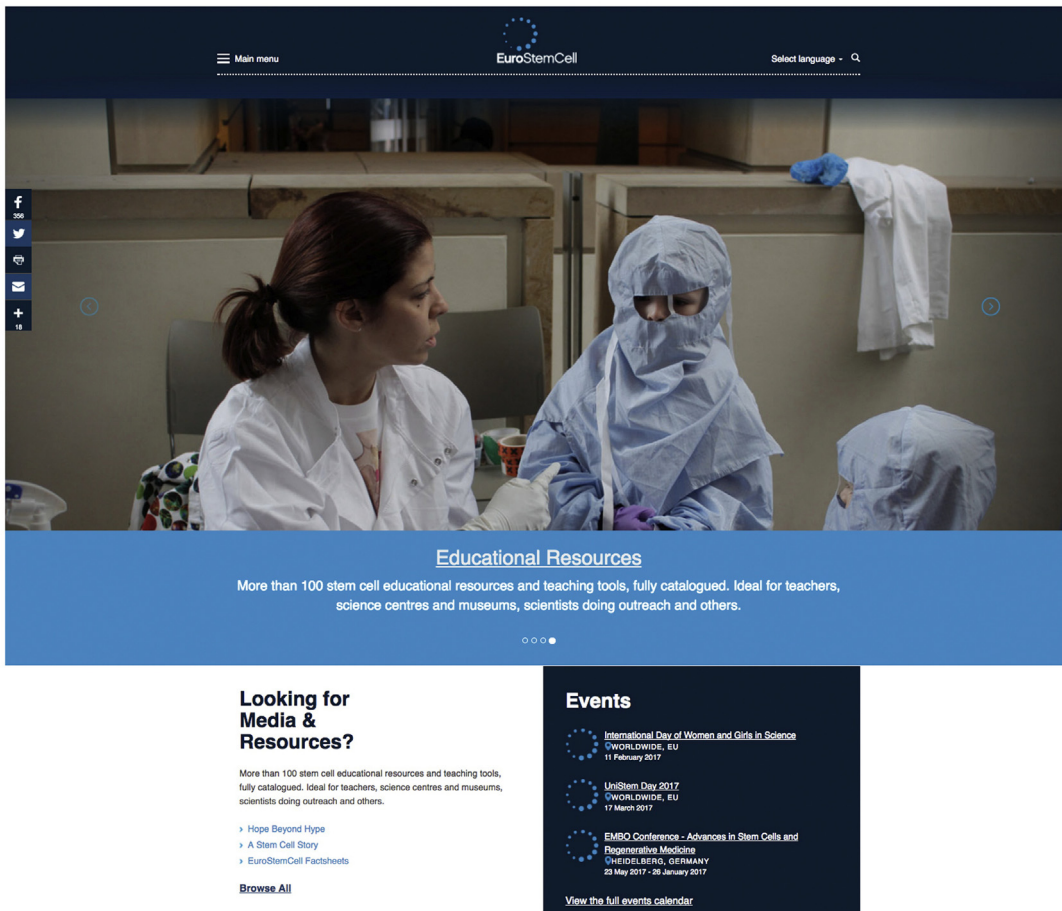 Main menu
EuroStemCell
Select language
356
18
Educational Resources
More than 100 stem cell educational resources and teaching tools, fully catalogued. Ideal for teachers,
science centres and museums, scientists doing outreach and others.
Looking for
Media &
Resources?
More than 100 stem cell educational resources and teaching tools,
fully catalogued. Ideal for teachers, science centres and museums,
scientists doing outreach and others.
› Hope Beyond Hype
› A Stem Cell Story
› EuroStemCell Factsheets
Browse All
Events
International Day of Women and Girls in Science
WORLDWIDE, EU
11 February 2017
UniStem Day 2017
WORLDWIDE, EU
17 March 2017
EMBO Conference - Advances in Stem Cells and
Regenerative Medicine
HEIDELBERG, GERMANY
23 May 2017 - 26 January 2017
View the full events calendar